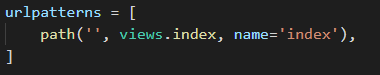 urlpatterns = [
    path('', views.index, name='index'),
]